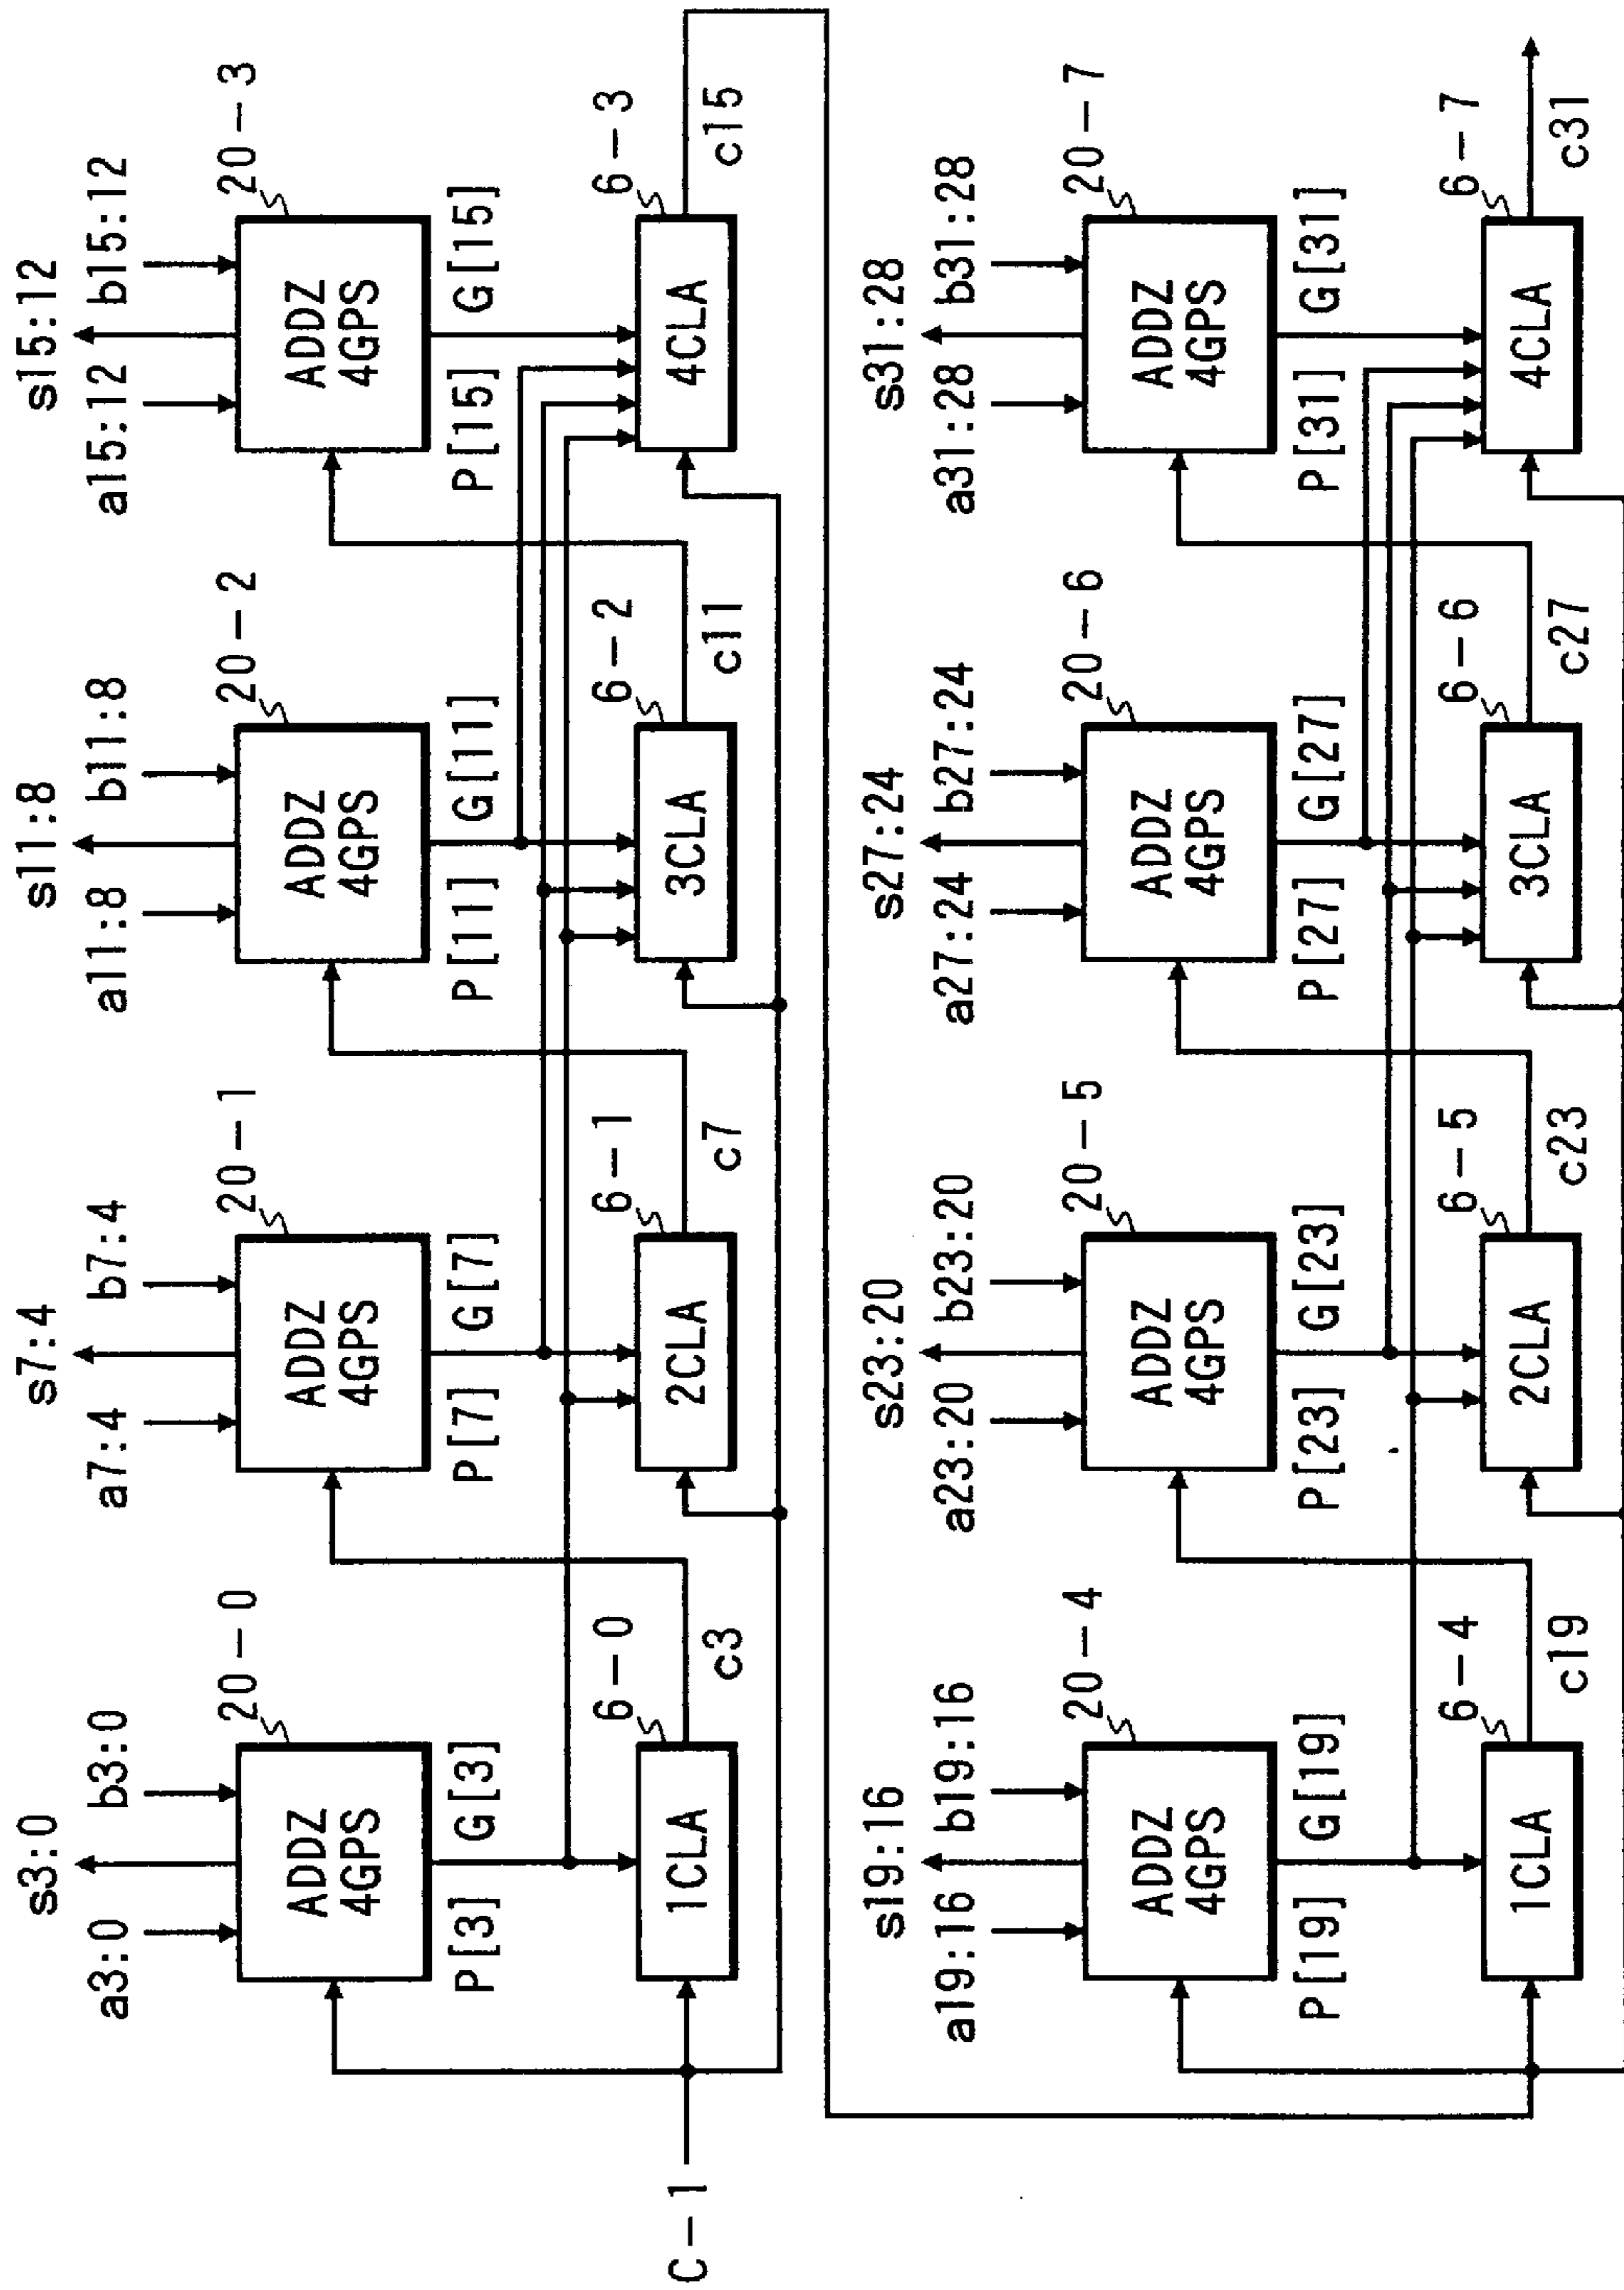 s3:0
a3:0
b3:0
20-0
ADDZ
4GPS
P[3]
G[3]
6-0
1CLA
c3
C-1
s7:4
a7:4
b7:4
20-1
ADDZ
4GPS
P[7]
G[7]
6-1
2CLA
c7
s11:8
a11:8
b11:8
20-2
ADDZ
4GPS
P[11]
G[11]
6-2
3CLA
c11
s15:12
a15:12
b15:12
20-3
ADDZ
4GPS
P[15]
G[15]
6-3
4CLA
c15
s19:16
a19:16
b19:16
20-4
ADDZ
4GPS
P[19]
G[19]
6-4
1CLA
c19
s23:20
a23:20
b23:20
20-5
ADDZ
4GPS
P[23]
G[23]
6-5
2CLA
c23
s27:24
a27:24
b27:24
20-6
ADDZ
4GPS
P[27]
G[27]
6-6
3CLA
c27
s31:28
a31:28
b31:28
20-7
ADDZ
4GPS
P[31]
G[31]
6-7
4CLA
c31